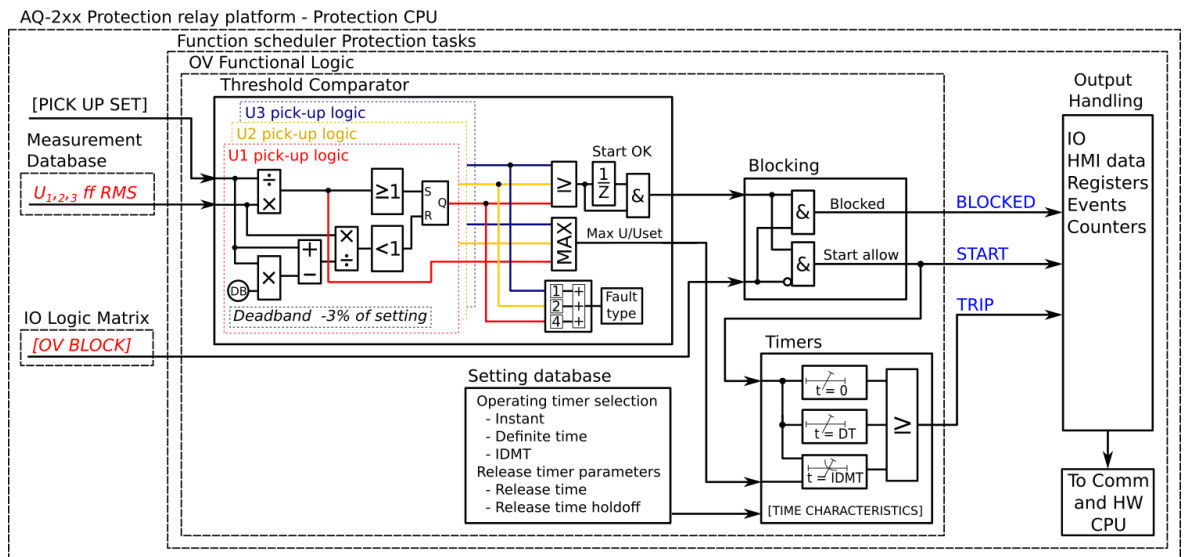 AQ-2xx Protection relay platform - Protection CPU
Function scheduler Protection tasks
OV Functional Logic
Threshold Comparator
[PICK UP SET]
Measurement
Database
U1,2,3 ff RMS
IO Logic Matrix
[OV BLOCK]
U3 pick-up logic
U2 pick-up logic
U1 pick-up logic
÷
×
≥1
S
R
Q
×
÷
<1
+
−
×
DB
Deadband -3% of setting
≥
Start OK
1
Z
&
MAX
Max U/Uset
1 +
2 +
4 +
Fault
type
Blocking
&
Blocked
&
Start allow
BLOCKED
START
TRIP
Output
Handling
IO
HMI data
Registers
Events
Counters
To Comm
and HW
CPU
Setting database
Operating timer selection
- Instant
- Definite time
- IDMT
Release timer parameters
- Release time
- Release time holdoff
Timers
t = 0
t = DT
t = IDMT
≥
[TIME CHARACTERISTICS]